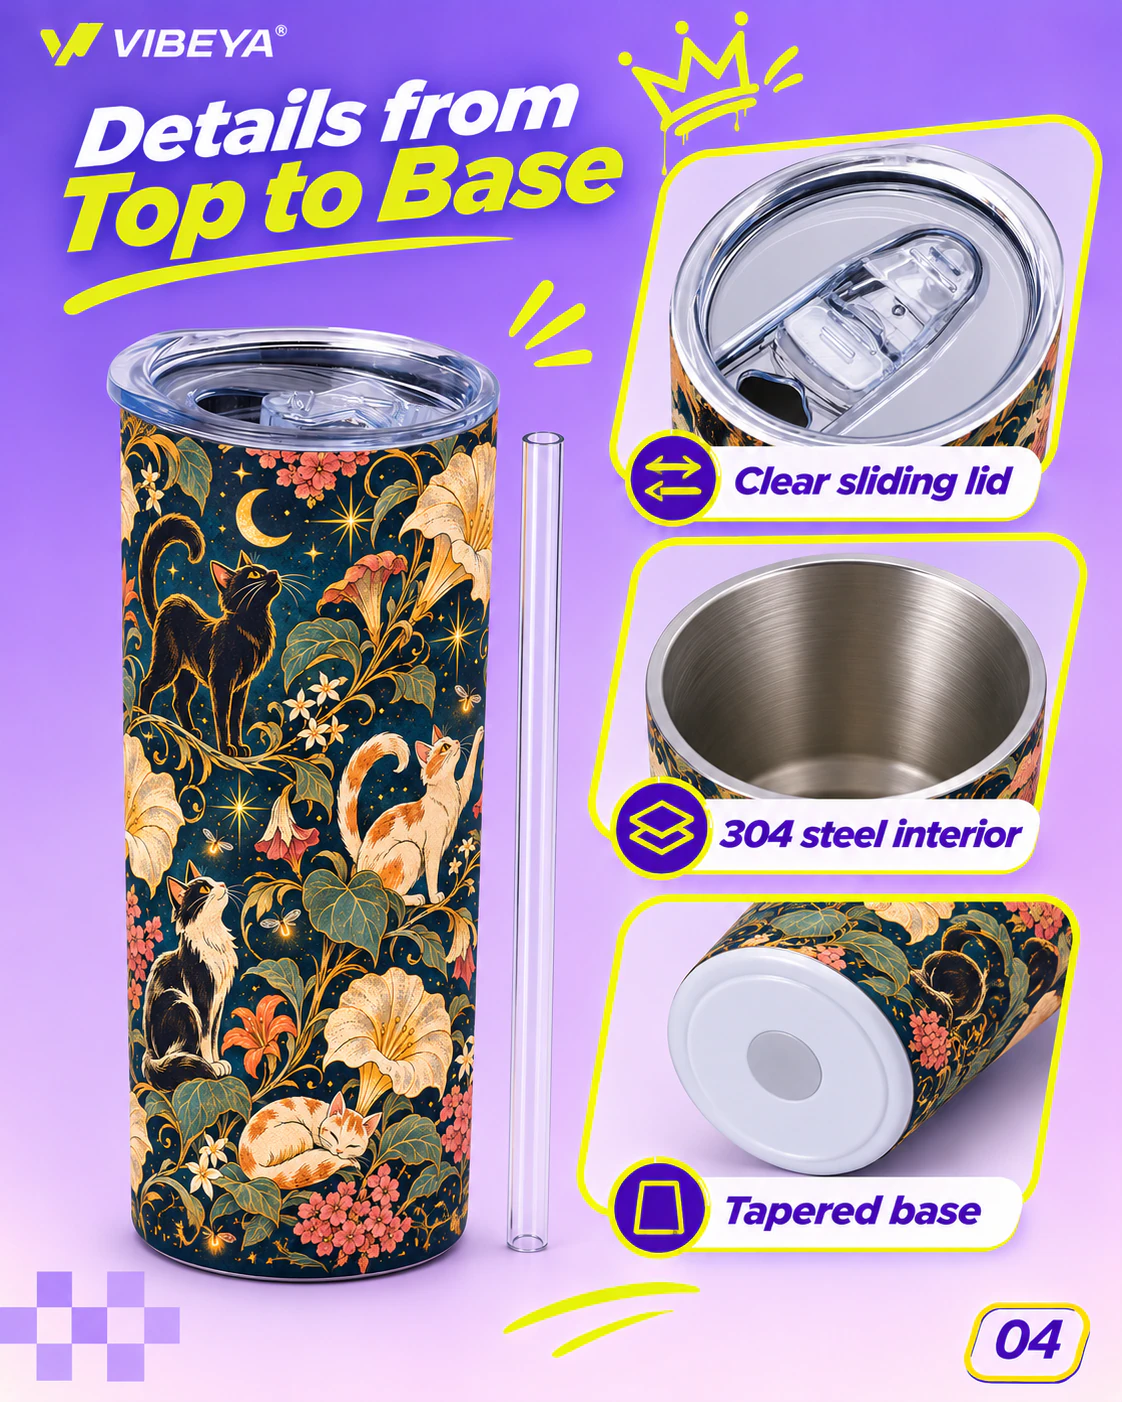 VIBEYA®
Details from
Top to Base
Clear sliding lid
304 steel interior
Tapered base
04